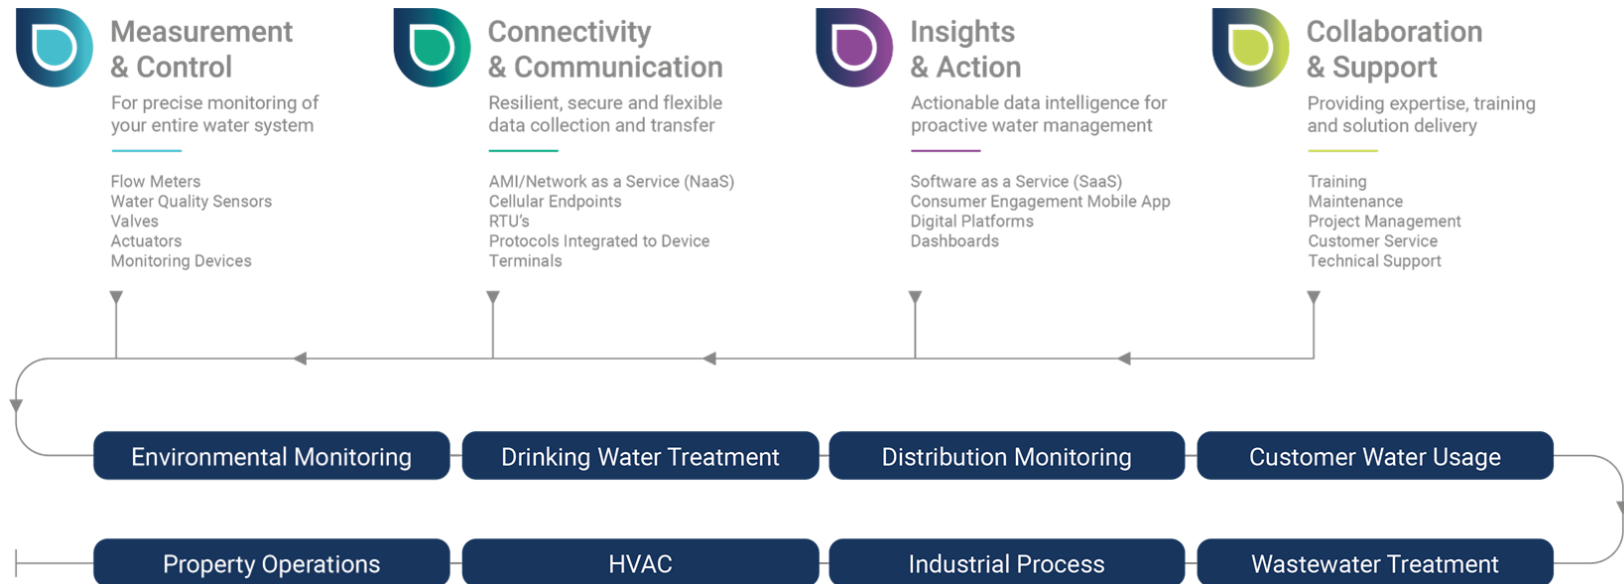 Measurement
& Control
For precise monitoring of
your entire water system
Flow Meters
Water Quality Sensors
Valves
Actuators
Monitoring Devices
Connectivity
& Communication
Resilient, secure and flexible
data collection and transfer
AMI/Network as a Service (NaaS)
Cellular Endpoints
RTU's
Protocols Integrated to Device
Terminals
Insights
& Action
Actionable data intelligence for
proactive water management
Software as a Service (SaaS)
Consumer Engagement Mobile App
Digital Platforms
Dashboards
Collaboration
& Support
Providing expertise, training
and solution delivery
Training
Maintenance
Project Management
Customer Service
Technical Support
Environmental Monitoring
Drinking Water Treatment
Distribution Monitoring
Customer Water Usage
Property Operations
HVAC
Industrial Process
Wastewater Treatment